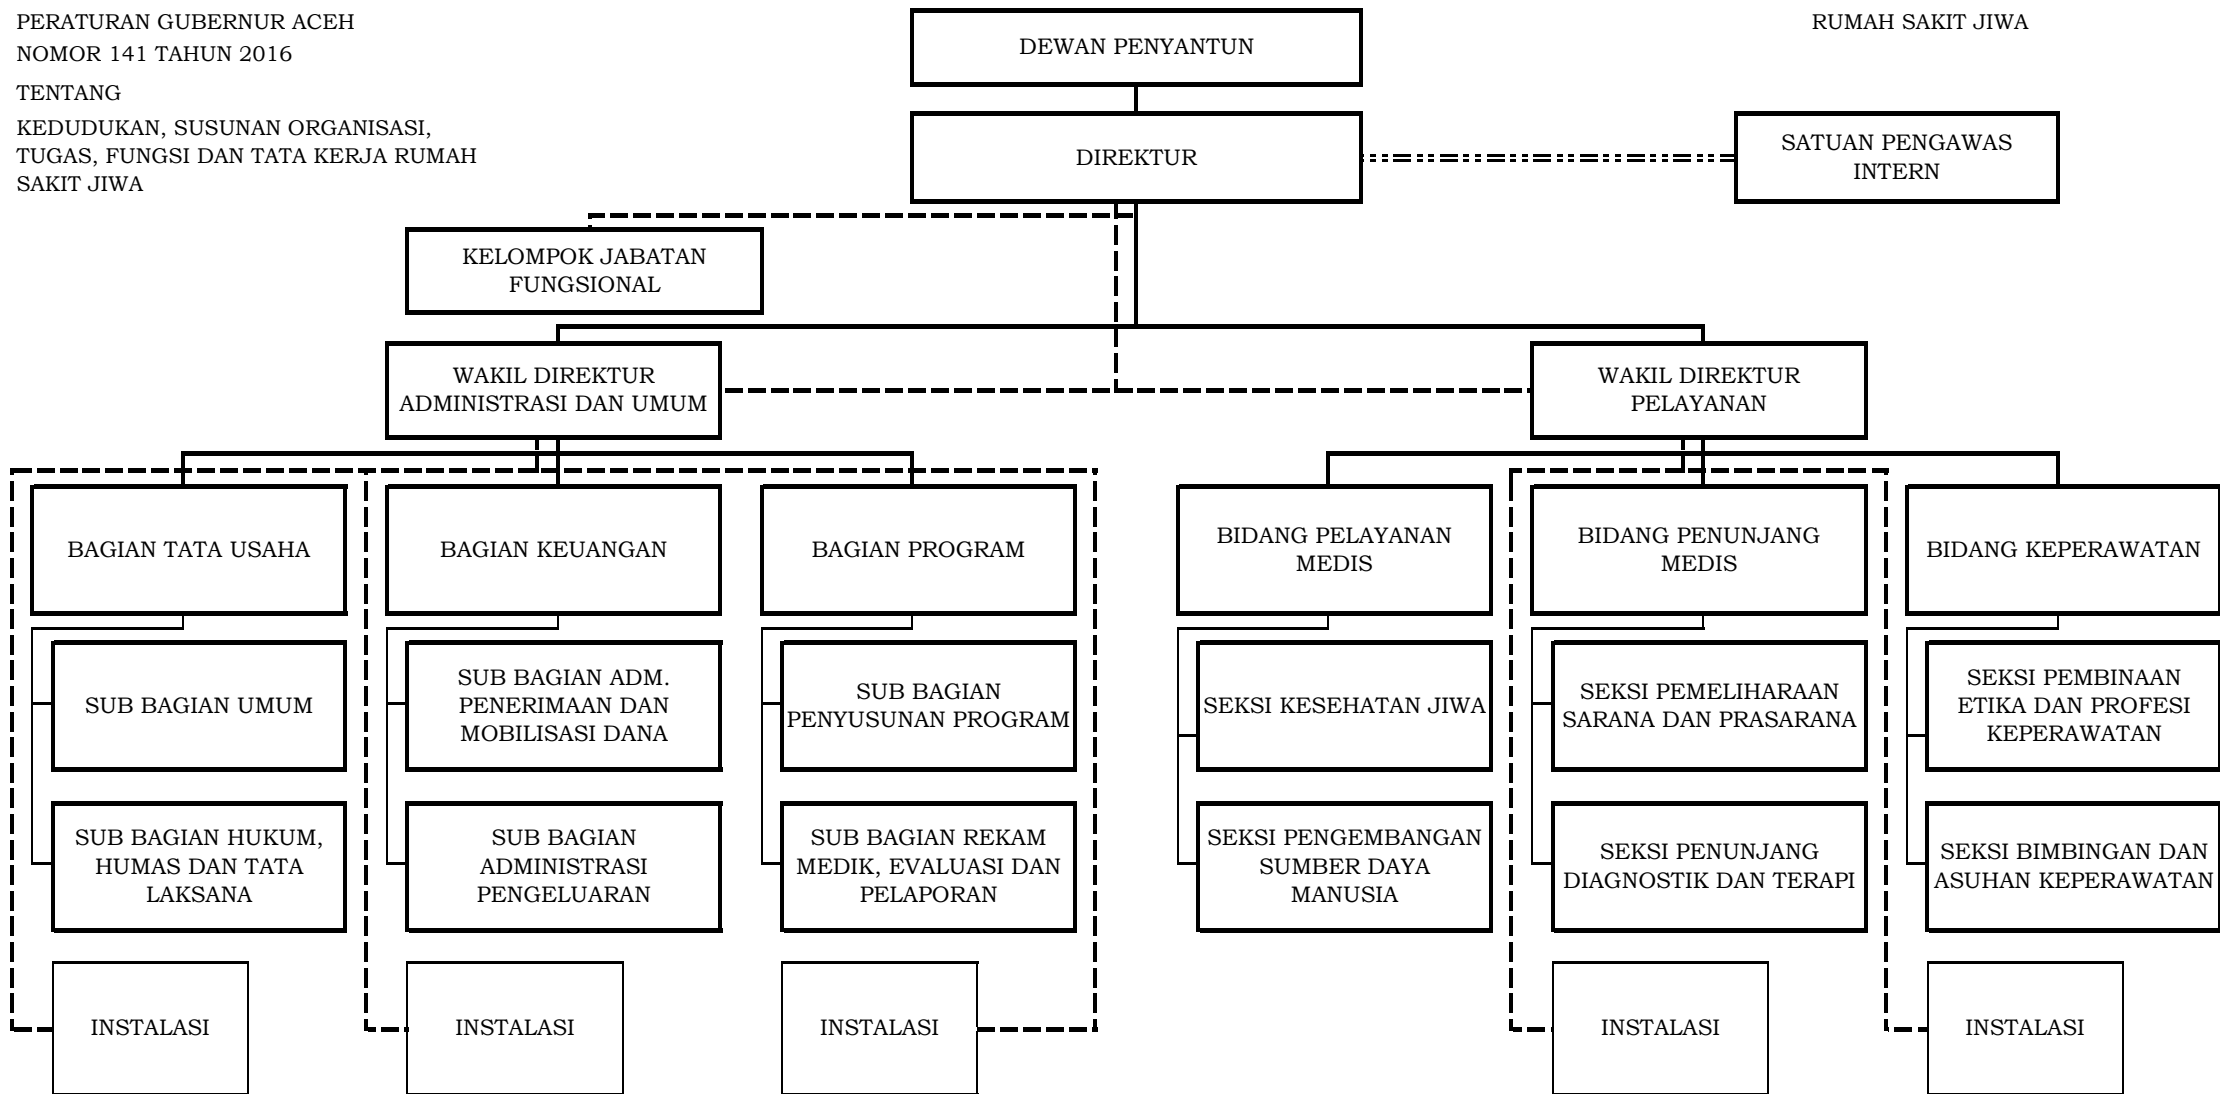 PERATURAN GUBERNUR ACEH
NOMOR 141 TAHUN 2016
TENTANG
KEDUDUKAN, SUSUNAN ORGANISASI,
TUGAS, FUNGSI DAN TATA KERJA RUMAH
SAKIT JIWA
RUMAH SAKIT JIWA
DEWAN PENYANTUN
DIREKTUR
SATUAN PENGAWAS
INTERN
KELOMPOK JABATAN
FUNGSIONAL
WAKIL DIREKTUR
ADMINISTRASI DAN UMUM
WAKIL DIREKTUR
PELAYANAN
BAGIAN TATA USAHA
BAGIAN KEUANGAN
BAGIAN PROGRAM
BIDANG PELAYANAN
MEDIS
BIDANG PENUNJANG
MEDIS
BIDANG KEPERAWATAN
SUB BAGIAN UMUM
SUB BAGIAN ADM.
PENERIMAAN DAN
MOBILISASI DANA
SUB BAGIAN
PENYUSUNAN PROGRAM
SEKSI KESEHATAN JIWA
SEKSI PEMELIHARAAN
SARANA DAN PRASARANA
SEKSI PEMBINAAN
ETIKA DAN PROFESI
KEPERAWATAN
SUB BAGIAN HUKUM,
HUMAS DAN TATA
LAKSANA
SUB BAGIAN
ADMINISTRASI
PENGELUARAN
SUB BAGIAN REKAM
MEDIK, EVALUASI DAN
PELAPORAN
SEKSI PENGEMBANGAN
SUMBER DAYA
MANUSIA
SEKSI PENUNJANG
DIAGNOSTIK DAN TERAPI
SEKSI BIMBINGAN DAN
ASUHAN KEPERAWATAN
INSTALASI
INSTALASI
INSTALASI
INSTALASI
INSTALASI